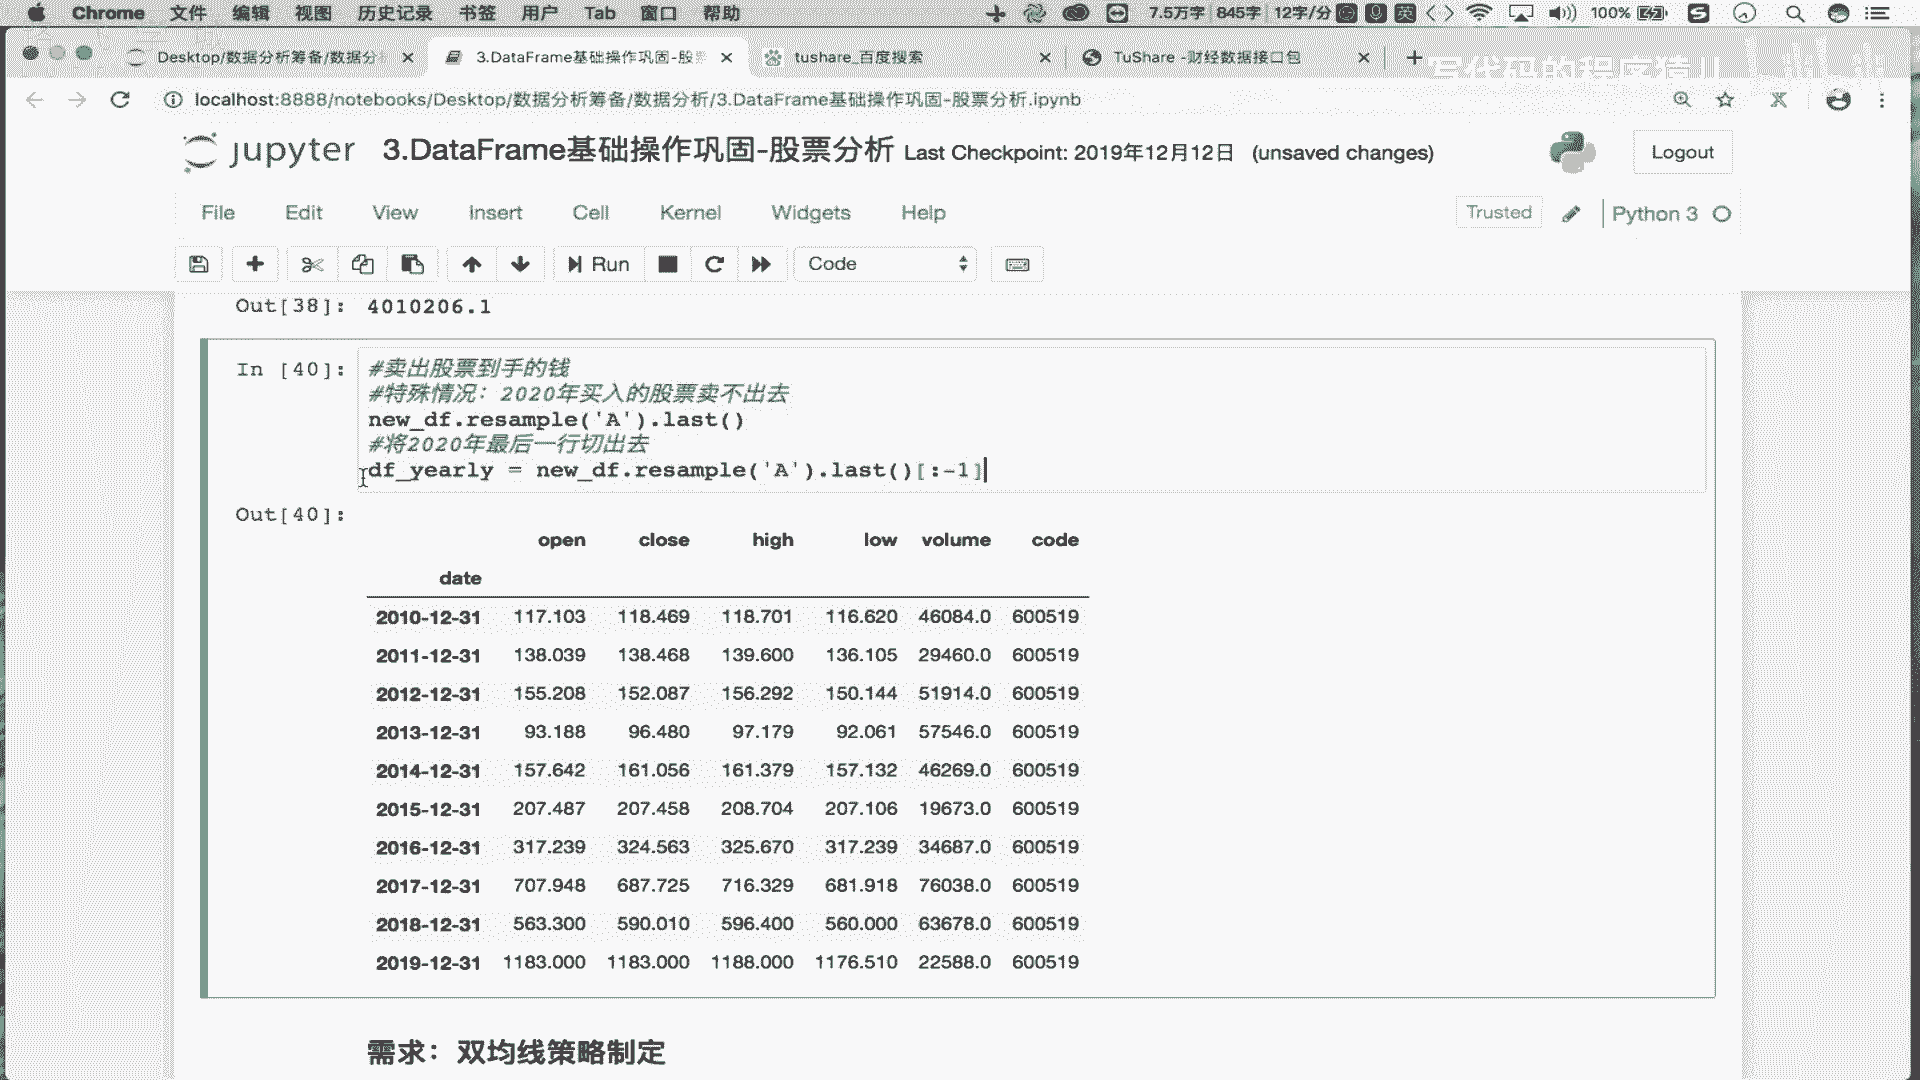 Chrome 文件 编辑 视图 历史记录 书签 用户 Tab 窗口 帮助 7.5万字 845字 12字/分 英 100%
Desktop/数据分析筹备/数据分 3.DataFrame基础操作巩固-股 tushare_百度搜索 TuShare -财经数据接口包
写代码的程序猿儿
localhost:8888/notebooks/Desktop/数据分析筹备/数据分析/3.DataFrame基础操作巩固-股票分析.ipynb
jupyter 3.DataFrame基础操作巩固-股票分析 Last Checkpoint: 2019年12月12日 (unsaved changes) Logout
File Edit View Insert Cell Kernel Widgets Help Trusted Python 3
Run Code
Out[38]: 4010206.1
In [40]: #卖出股票到手的钱
#特殊情况：2020年买入的股票卖不出去
new_df.resample('A').last()
#将2020年最后一行切出去
df_yearly = new_df.resample('A').last()[:-1]
Out[40]:
open close high low volume code
date
2010-12-31 117.103 118.469 118.701 116.620 46084.0 600519
2011-12-31 138.039 138.468 139.600 136.105 29460.0 600519
2012-12-31 155.208 152.087 156.292 150.144 51914.0 600519
2013-12-31 93.188 96.480 97.179 92.061 57546.0 600519
2014-12-31 157.642 161.056 161.379 157.132 46269.0 600519
2015-12-31 207.487 207.458 208.704 207.106 19673.0 600519
2016-12-31 317.239 324.563 325.670 317.239 34687.0 600519
2017-12-31 707.948 687.725 716.329 681.918 76038.0 600519
2018-12-31 563.300 590.010 596.400 560.000 63678.0 600519
2019-12-31 1183.000 1183.000 1188.000 1176.510 22588.0 600519
需求：双均线策略制定